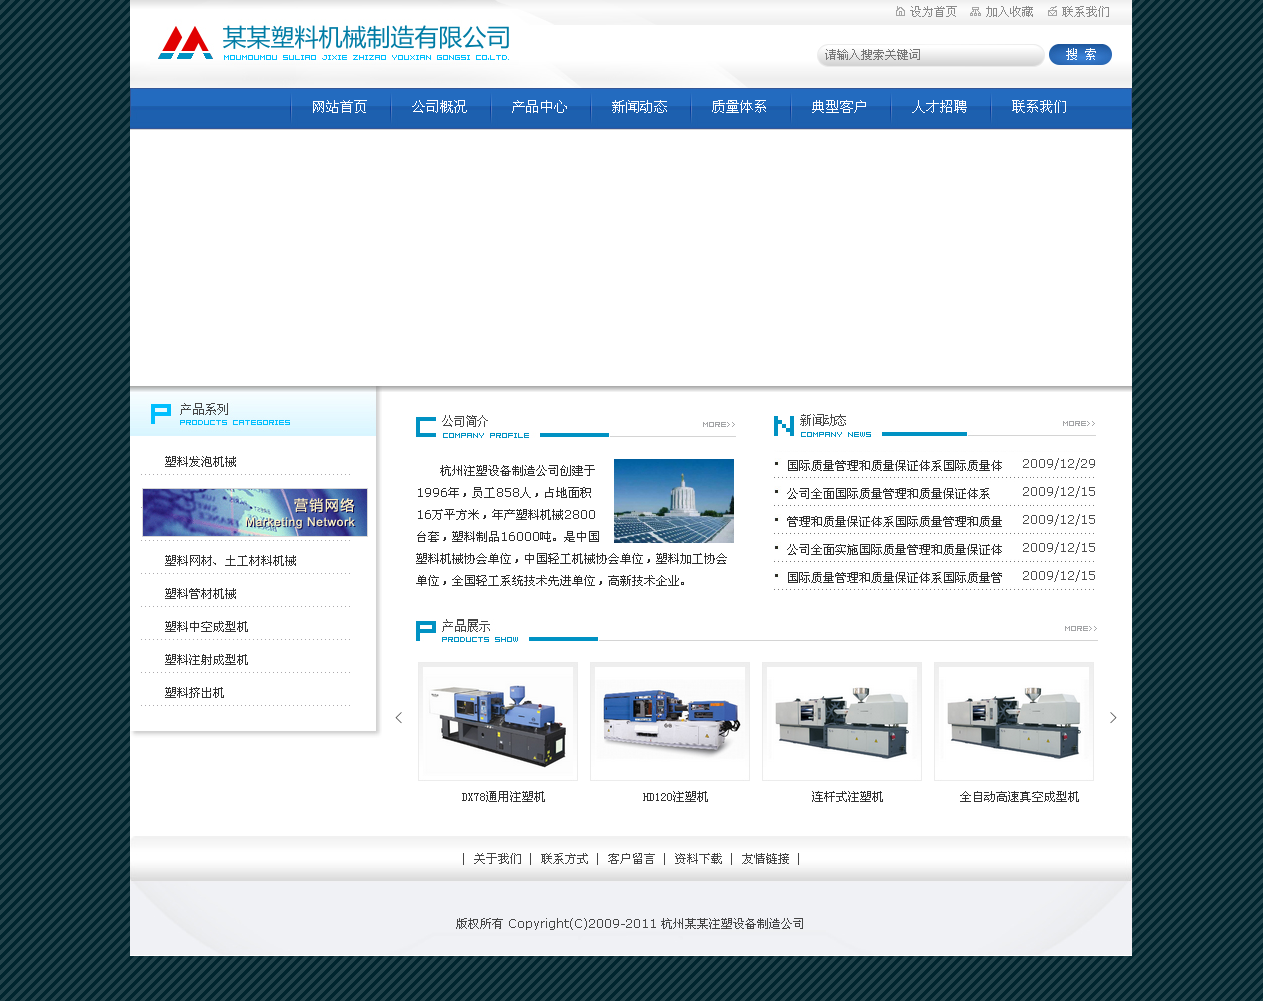 设为首页 加入收藏 联系我们
某某塑料机械制造有限公司
MOUMOUMOU SULIAO JIXIE ZHIZAO YOUXIAN GONGSI CO.LTD.
请输入搜索关键词 搜 索
网站首页 公司概况 产品中心 新闻动态 质量体系 典型客户 人才招聘 联系我们
P 产品系列
PRODUCTS CATEGORIES
塑料发泡机械
营销网络
Marketing Network
塑料网材、土工材料机械
塑料管材机械
塑料中空成型机
塑料注射成型机
塑料挤出机
C 公司简介 MORE>>
COMPANY PROFILE
杭州注塑设备制造公司创建于
1996年，员工858人，占地面积
16万平方米，年产塑料机械2800
台套，塑料制品16000吨。是中国
塑料机械协会单位，中国轻工机械协会单位，塑料加工协会
单位，全国轻工系统技术先进单位，高新技术企业。
N 新闻动态 MORE>>
COMPANY NEWS
国际质量管理和质量保证体系国际质量体 2009/12/29
公司全面国际质量管理和质量保证体系 2009/12/15
管理和质量保证体系国际质量管理和质量 2009/12/15
公司全面实施国际质量管理和质量保证体 2009/12/15
国际质量管理和质量保证体系国际质量管 2009/12/15
P 产品展示 MORE>>
PRODUCTS SHOW
DX78通用注塑机 HD120注塑机 连杆式注塑机 全自动高速真空成型机
| 关于我们 | 联系方式 | 客户留言 | 资料下载 | 友情链接 |
版权所有 Copyright(C)2009-2011 杭州某某注塑设备制造公司